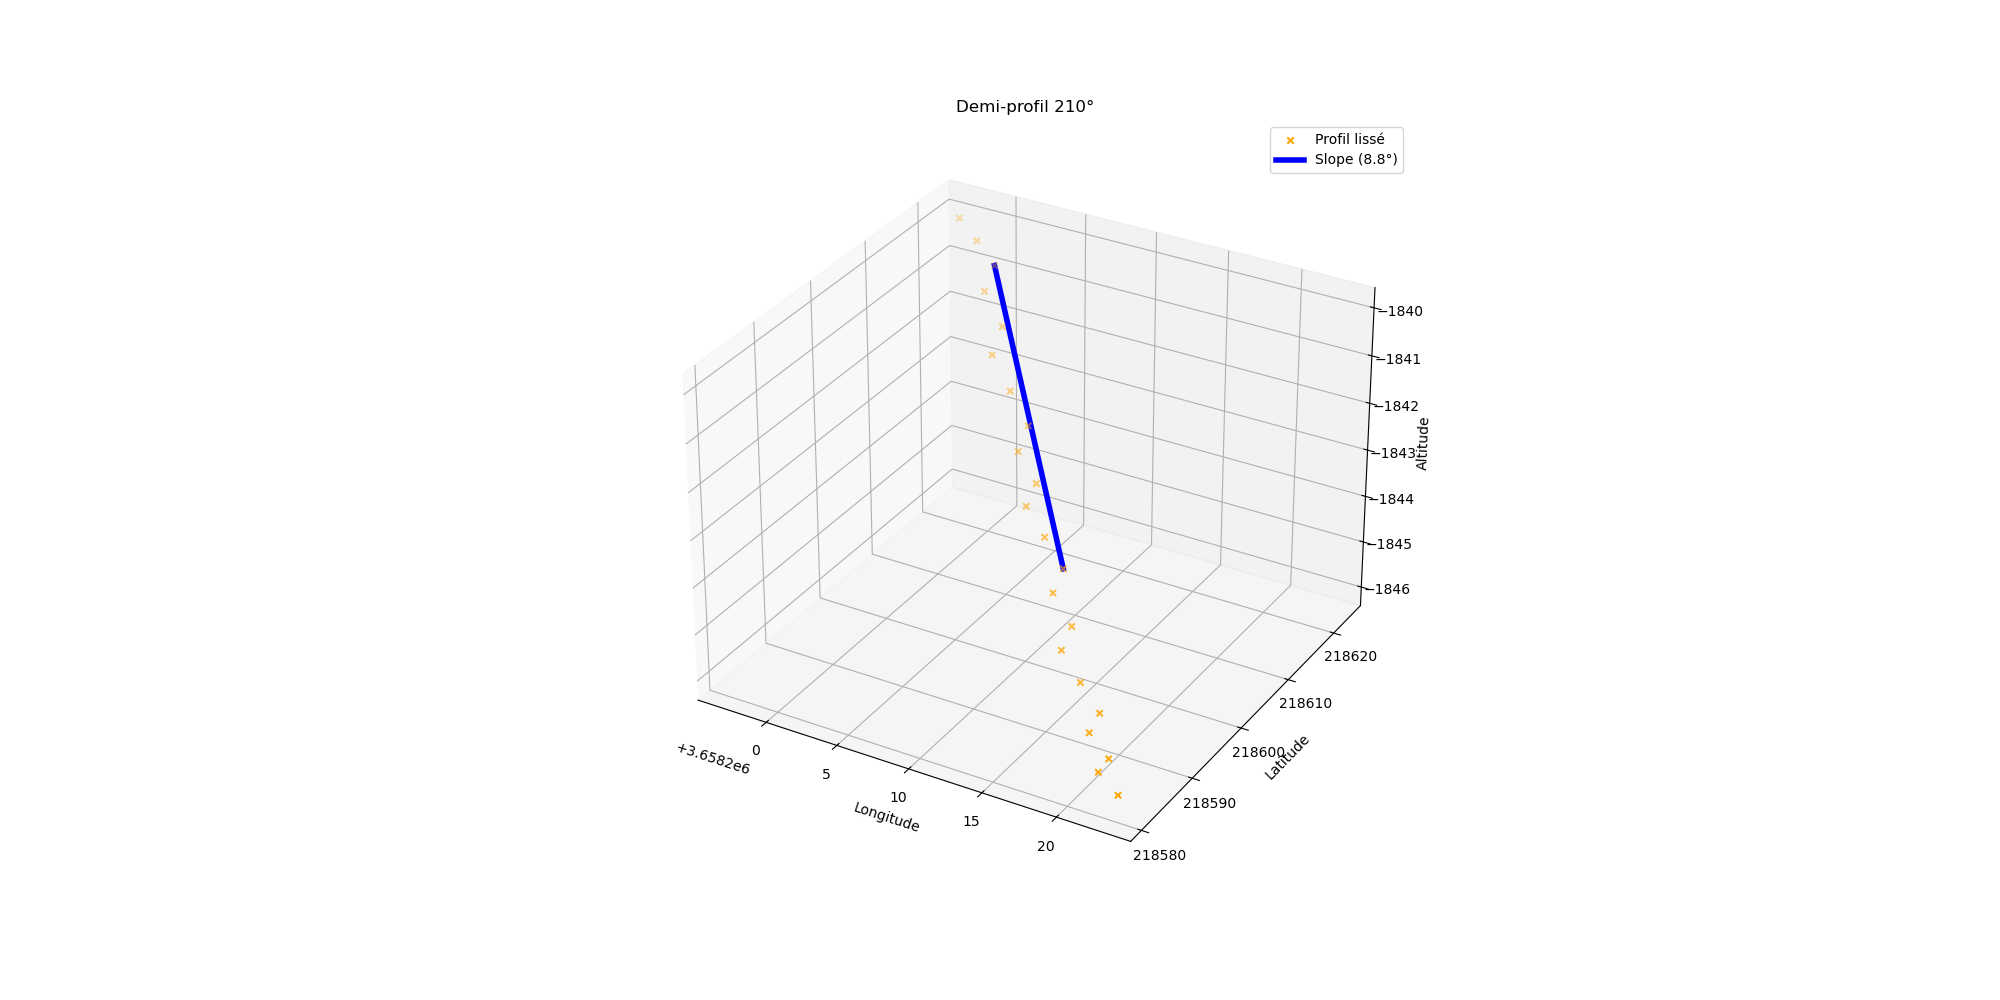 Demi-profil 210°
Profil lissé
Slope (8.8°)
−1840
−1841
−1842
−1843
−1844
−1845
−1846
Altitude
218620
218610
218600
218590
218580
Latitude
0
5
10
15
20
+3.6582e6
Longitude